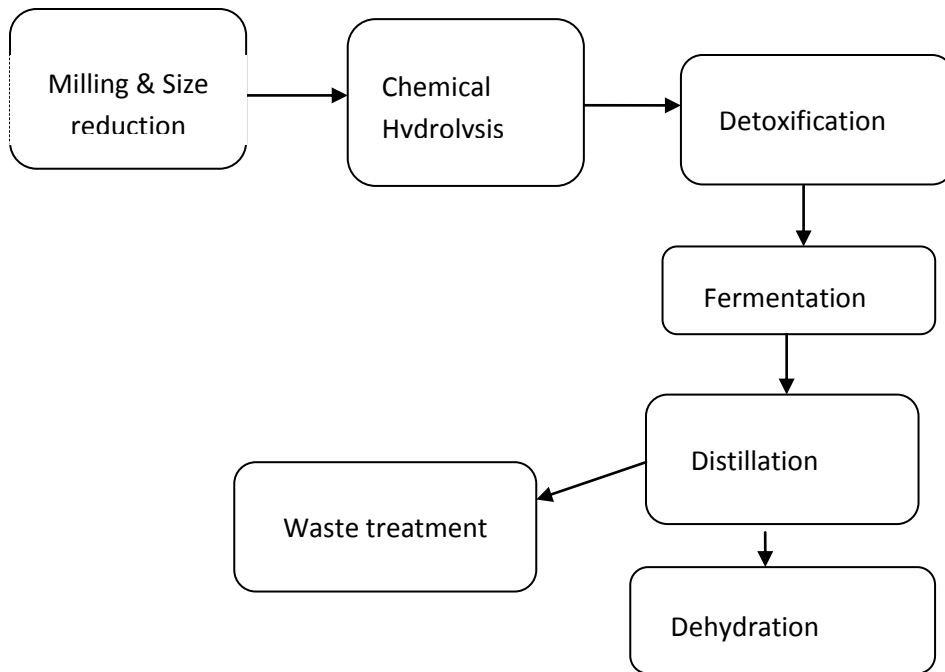 Milling & Size
reduction
Chemical
Hydrolysis
Detoxification
Fermentation
Distillation
Waste treatment
Dehydration